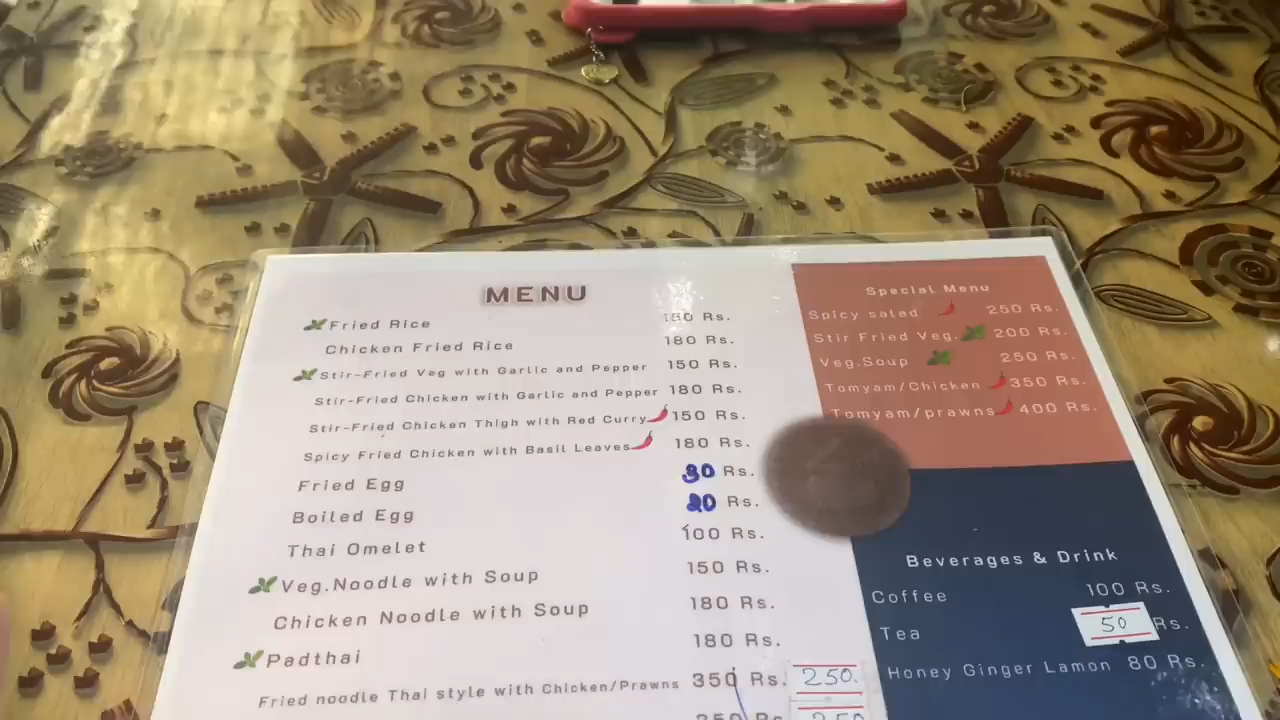 MENU
Fried Rice 150 Rs.
Chicken Fried Rice 180 Rs.
Stir-Fried Veg with Garlic and Pepper 150 Rs.
Stir-Fried Chicken with Garlic and Pepper 180 Rs.
Stir-Fried Chicken Thigh with Red Curry 150 Rs.
Spicy Fried Chicken with Basil Leaves 180 Rs.
Fried Egg 30 Rs.
Boiled Egg 20 Rs.
Thai Omelet 100 Rs.
Veg.Noodle with Soup 150 Rs.
Chicken Noodle with Soup 180 Rs.
Padthai 180 Rs.
Fried noodle Thai style with Chicken/Prawns 350 Rs. 250.
Special Menu
Spicy salad 250 Rs.
Stir Fried Veg. 200 Rs.
Veg.Soup 250 Rs.
Tomyam/Chicken 350 Rs.
Tomyam/prawns 400 Rs.
Beverages & Drink
Coffee 100 Rs.
Tea 50 Rs.
Honey Ginger Lamon 80 Rs.